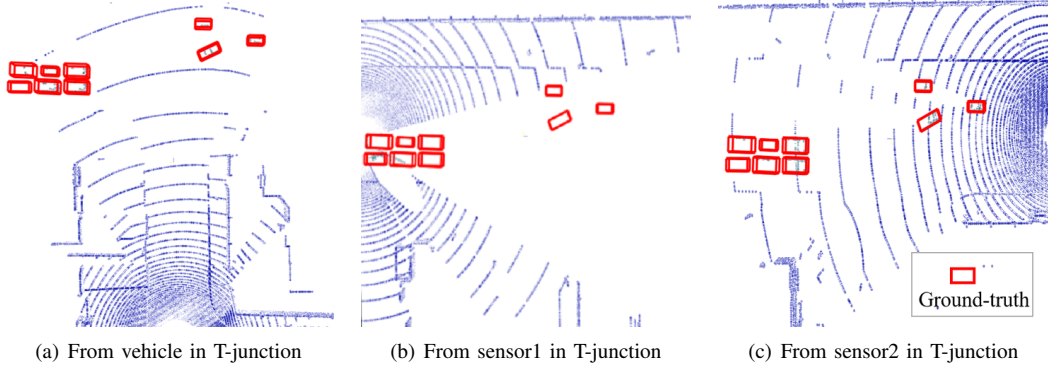 Ground-truth
(a) From vehicle in T-junction
(b) From sensor1 in T-junction
(c) From sensor2 in T-junction